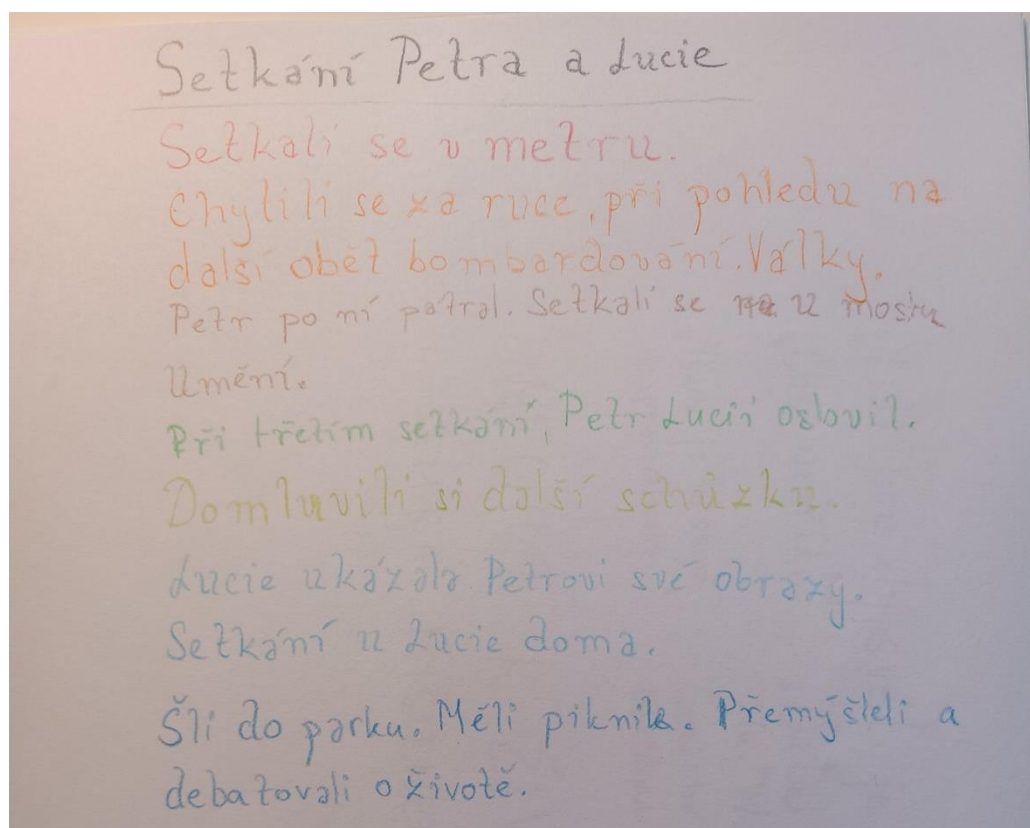 Setkání Petra a Lucie
Setkali se v metru.
Chytili se za ruce, při pohledu na
další oběť bombardování. Války.
Petr po ní pátral. Setkali se u mostu
Umění.
Při třetím setkání, Petr Lucii oslovil.
Domluvili si další schůzku.
Lucie ukázala Petrovi své obrazy.
Setkání u Lucie doma.
Šli do parku. Měli piknik. Přemýšleli a
debatovali o životě.